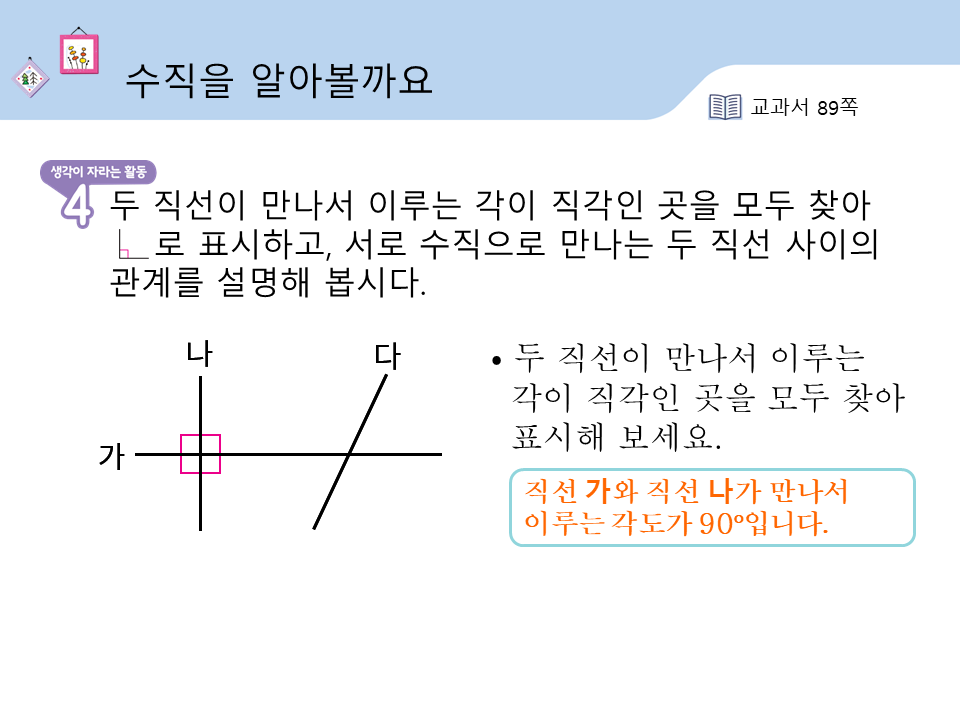 수직을 알아볼까요
교과서 89쪽
생각이 자라는 활동
4
두 직선이 만나서 이루는 각이 직각인 곳을 모두 찾아
로 표시하고, 서로 수직으로 만나는 두 직선 사이의
관계를 설명해 봅시다.
나
다
가
• 두 직선이 만나서 이루는
각이 직각인 곳을 모두 찾아
표시해 보세요.
직선 가와 직선 나가 만나서
이루는 각도가 90°입니다.